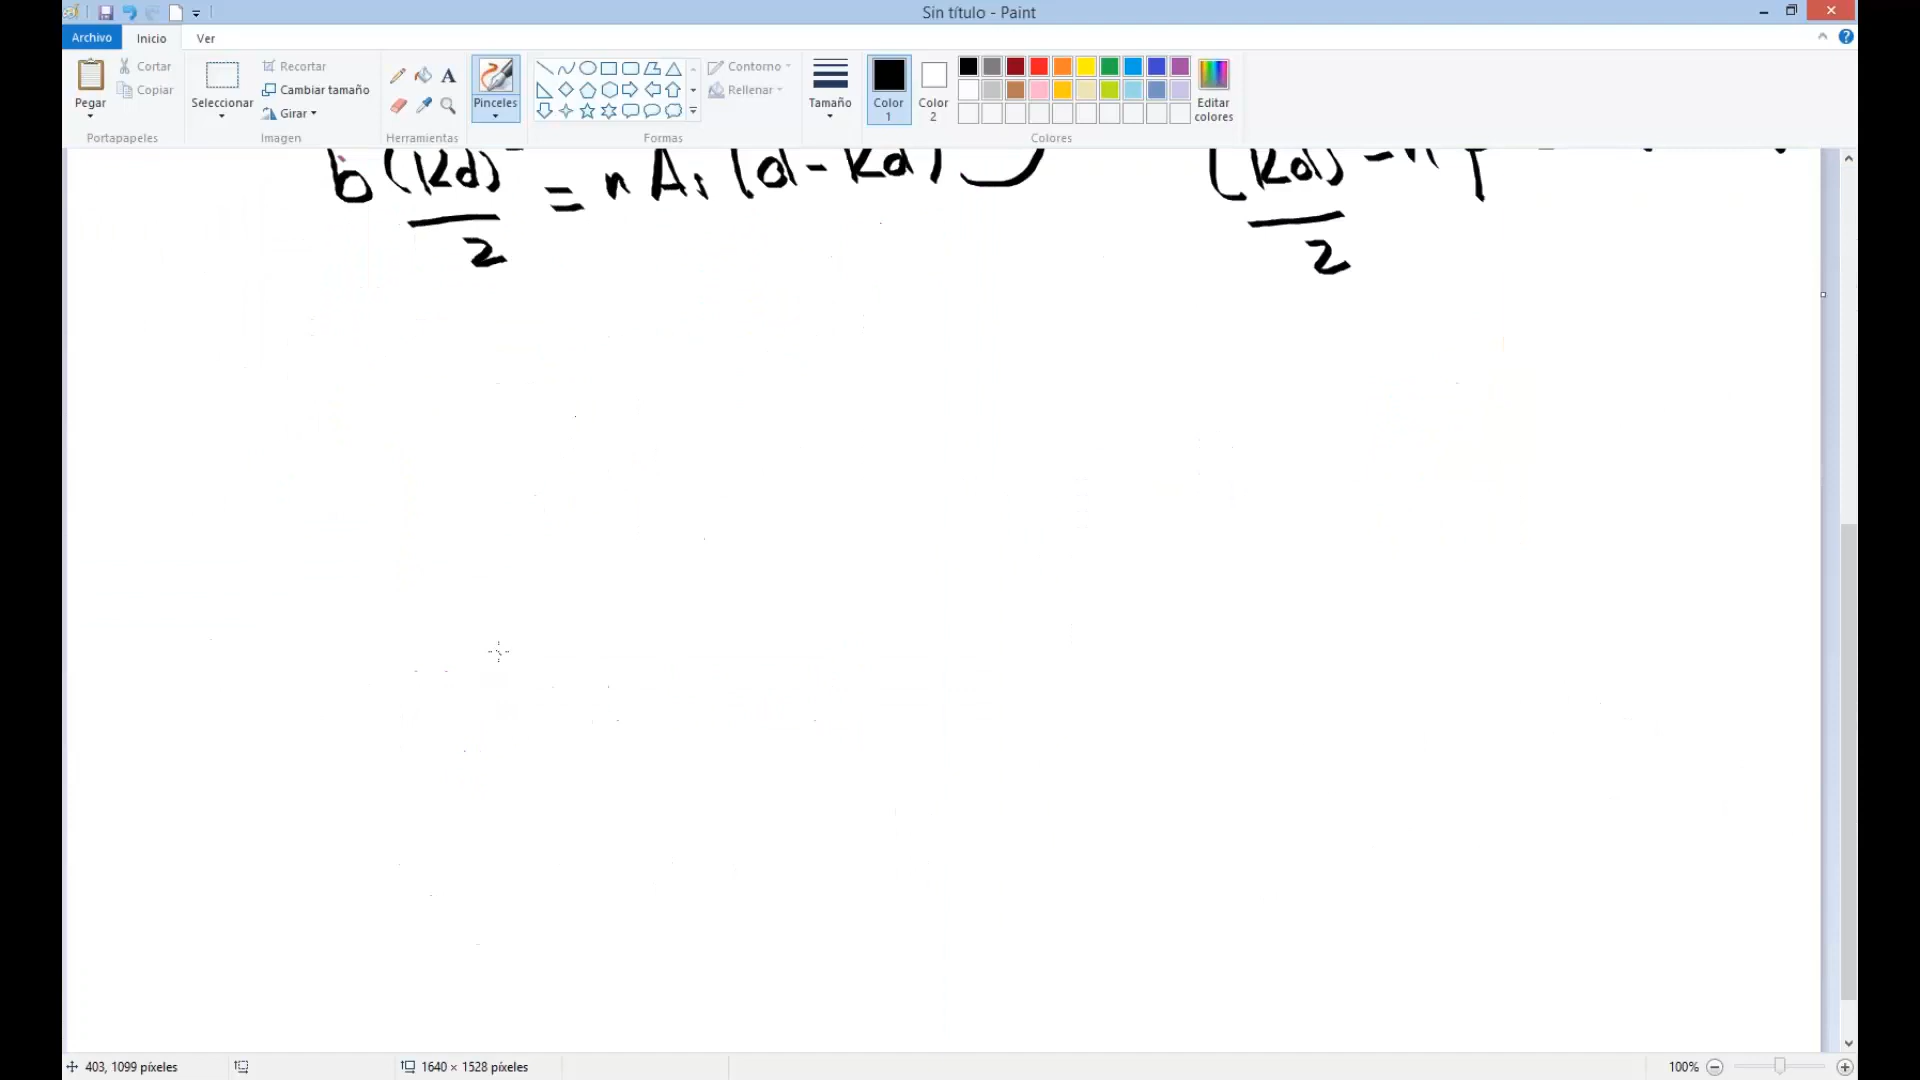 Sin título - Paint
Archivo Inicio Ver
Pegar
Cortar
Copiar
Portapapeles
Seleccionar
Recortar
Cambiar tamaño
Girar
Imagen
A
Herramientas
Pinceles
Contorno
Rellenar
Formas
Tamaño
Color 1
Color 2
Editar colores
Colores
b (kd) = n As (d - kd)
2
(kd) - n
2
403, 1099 píxeles
1640 × 1528 píxeles
100%